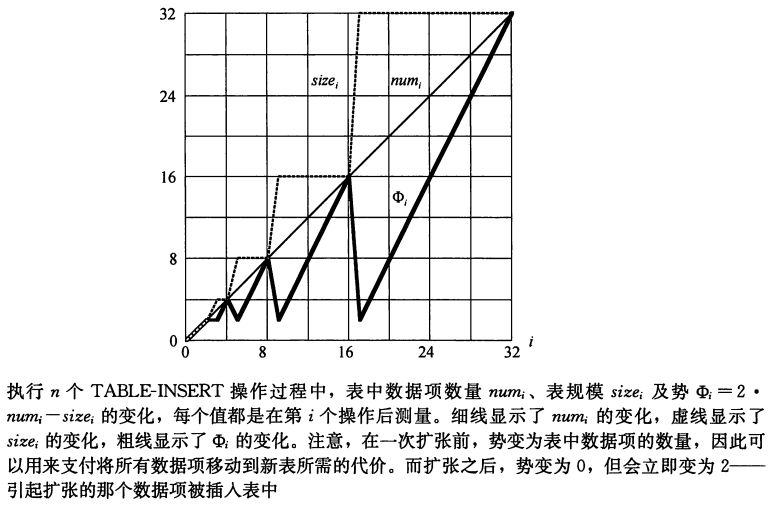 32
24
16
8
0
size_i
num_i
Φ_i
0 8 16 24 32 i
执行 n 个 TABLE-INSERT 操作过程中，表中数据项数量 num_i、表规模 size_i 及势 Φ_i＝2・
num_i－size_i 的变化，每个值都是在第 i 个操作后测量。细线显示了 num_i 的变化，虚线显示了
size_i 的变化，粗线显示了 Φ_i 的变化。注意，在一次扩张前，势变为表中数据项的数量，因此可
以用来支付将所有数据项移动到新表所需的代价。而扩张之后，势变为 0，但会立即变为 2——
引起扩张的那个数据项被插入表中